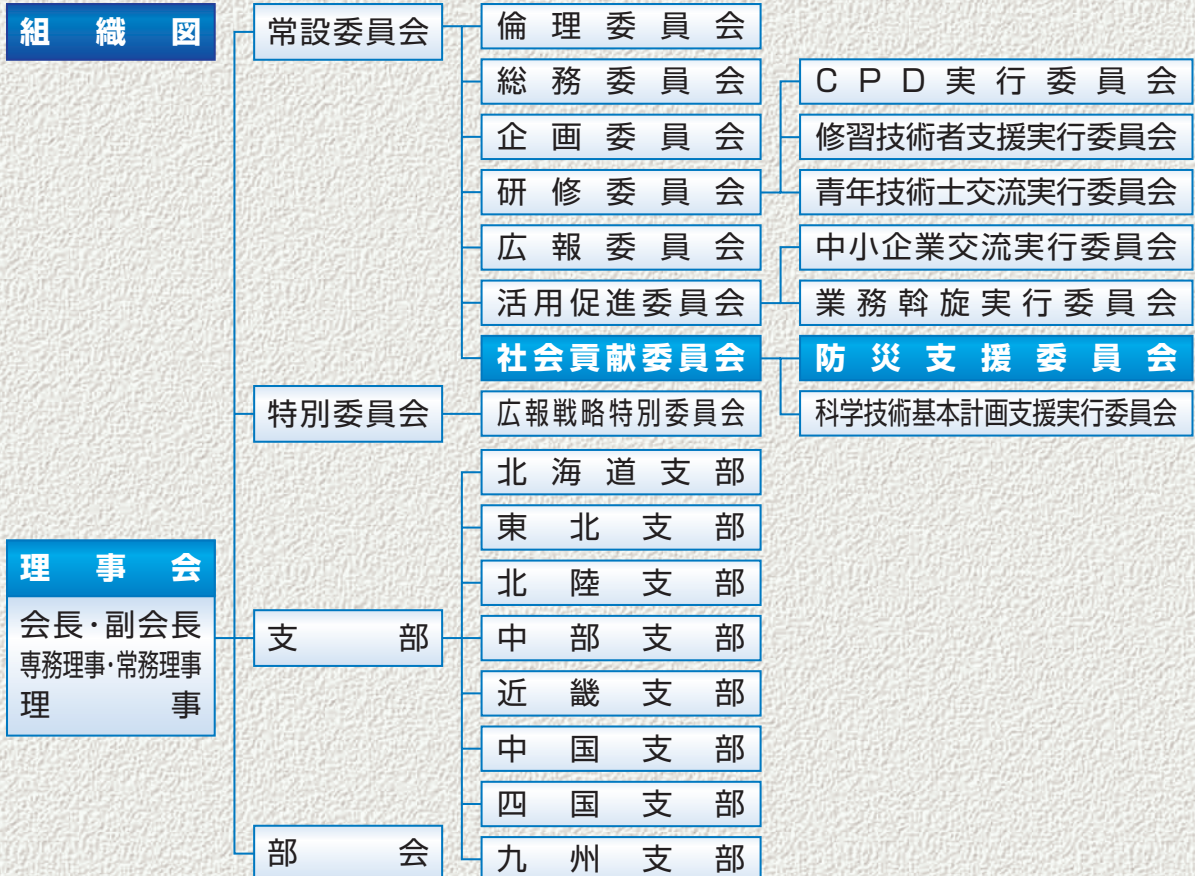 組織図
常設委員会
倫理委員会
総務委員会
企画委員会
研修委員会
広報委員会
活用促進委員会
社会貢献委員会
CPD実行委員会
修習技術者支援実行委員会
青年技術士交流実行委員会
中小企業交流実行委員会
業務斡旋実行委員会
防災支援委員会
科学技術基本計画支援実行委員会
特別委員会
広報戦略特別委員会
理事会
会長・副会長
専務理事・常務理事
理事
支部
北海道支部
東北支部
北陸支部
中部支部
近畿支部
中国支部
四国支部
九州支部
部会